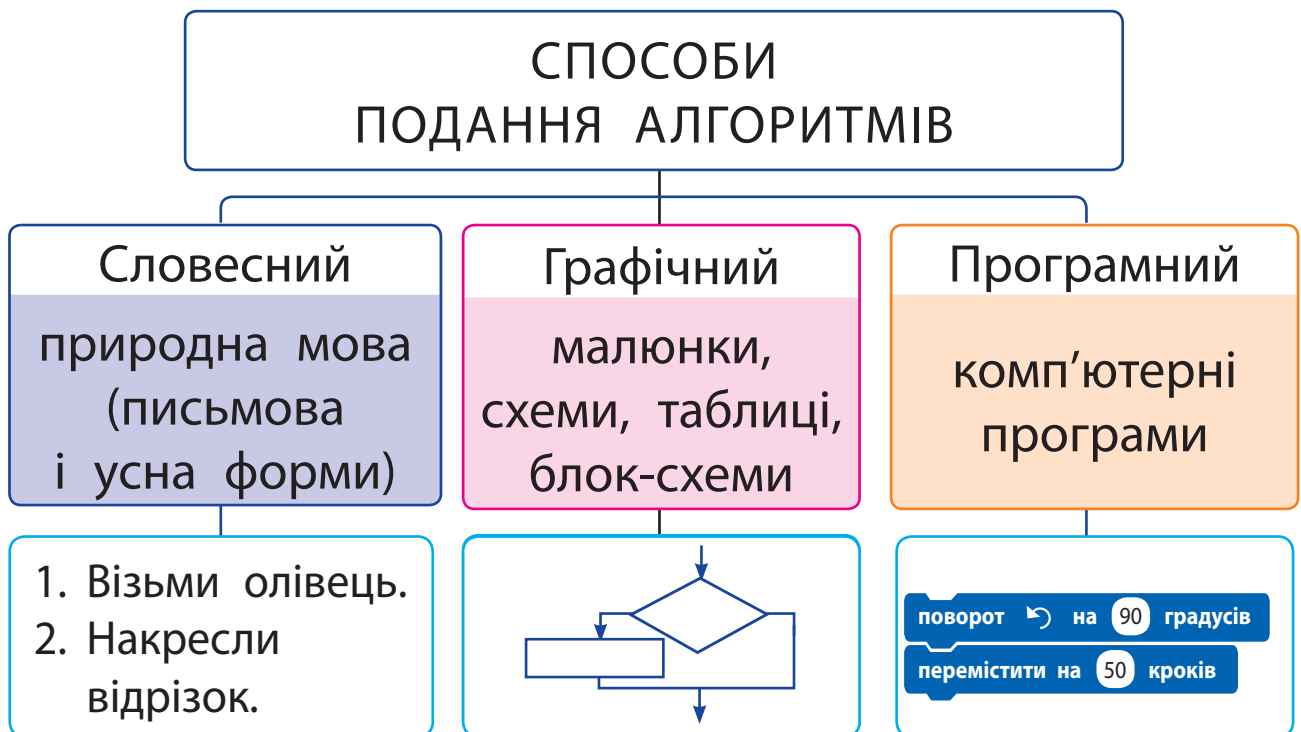 СПОСОБИ
ПОДАННЯ АЛГОРИТМІВ
Словесний
природна мова
(письмова
і усна форми)
1. Візьми олівець.
2. Накресли
відрізок.
Графічний
малюнки,
схеми, таблиці,
блок-схеми
Програмний
комп’ютерні
програми
поворот на 90 градусів
перемістити на 50 кроків